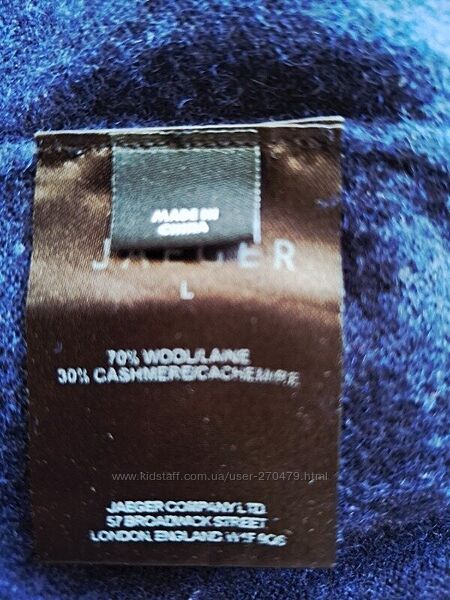 MADE IN
CHINA
JAEGER
L
70% WOOL/LAINE
30% CASHMERE/CACHEMIRE
www.kidstaff.com.ua/user-270479.html
JAEGER COMPANY LTD.
57 BROADWICK STREET
LONDON. ENGLAND W1F 9QS